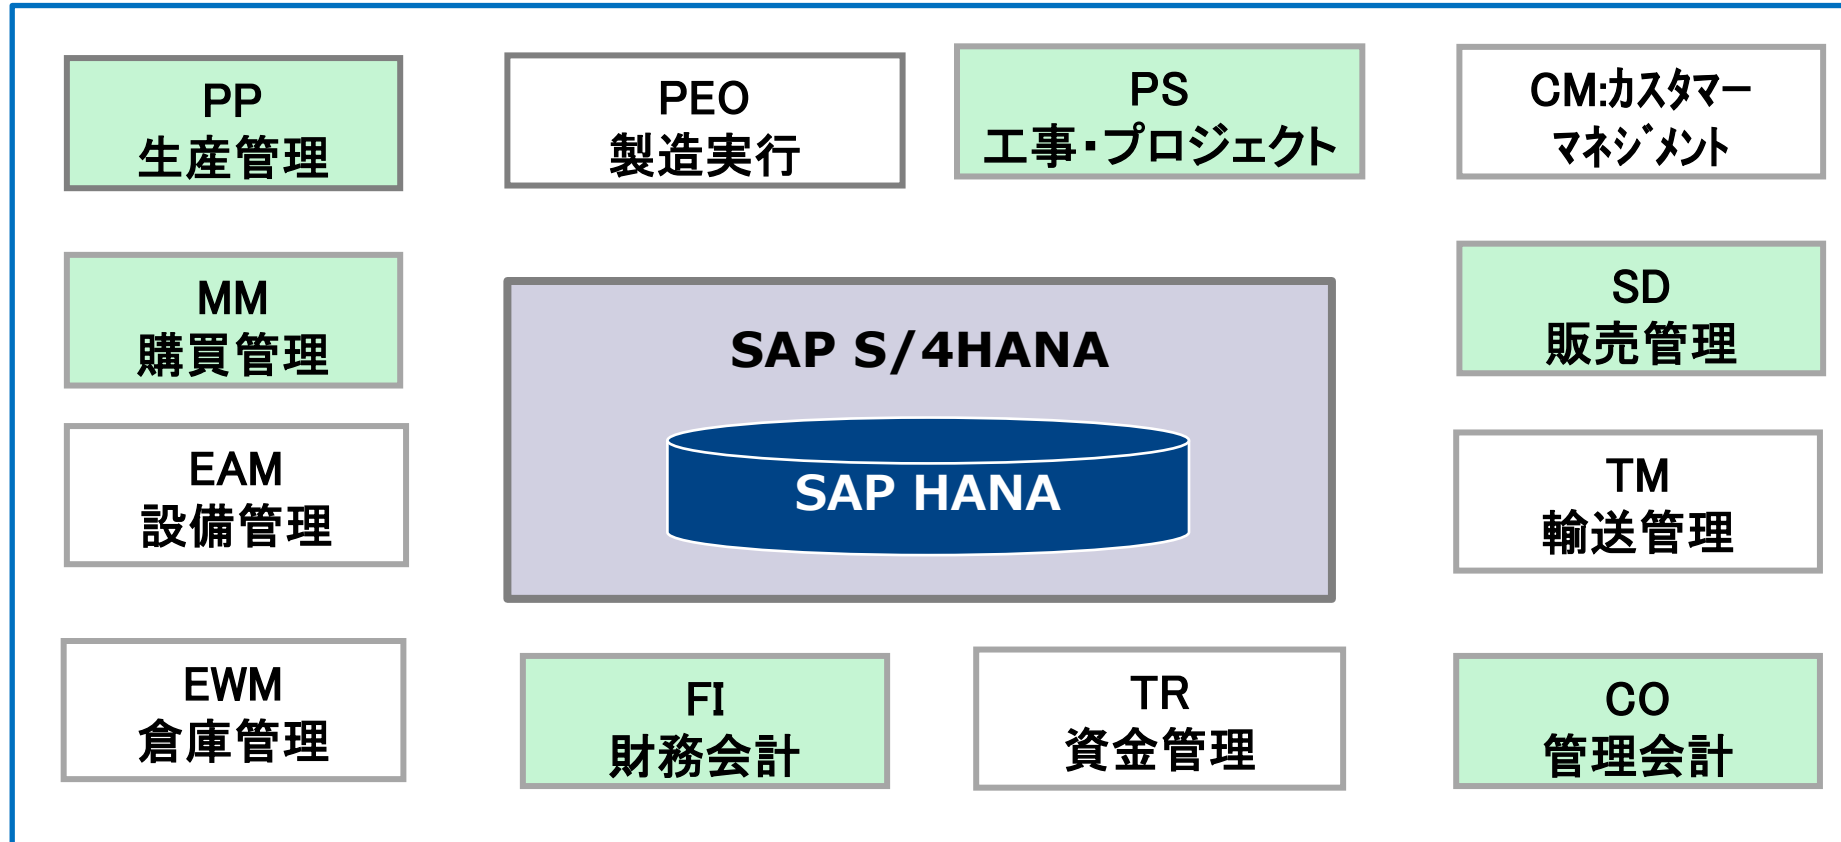 PP
生産管理
PEO
製造実行
PS
工事・プロジェクト
CM:カスタマー
マネジメント
MM
購買管理
SAP S/4HANA
SAP HANA
SD
販売管理
EAM
設備管理
TM
輸送管理
EWM
倉庫管理
FI
財務会計
TR
資金管理
CO
管理会計